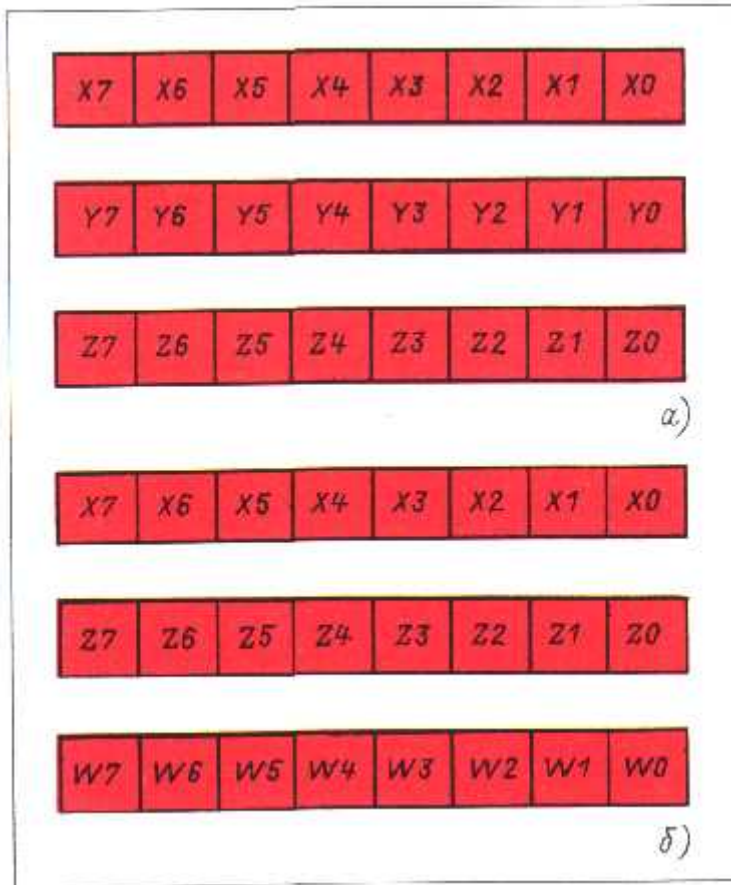 X7 X6 X5 X4 X3 X2 X1 X0
Y7 Y6 Y5 Y4 Y3 Y2 Y1 Y0
Z7 Z6 Z5 Z4 Z3 Z2 Z1 Z0
а)
X7 X6 X5 X4 X3 X2 X1 X0
Z7 Z6 Z5 Z4 Z3 Z2 Z1 Z0
W7 W6 W5 W4 W3 W2 W1 W0
б)